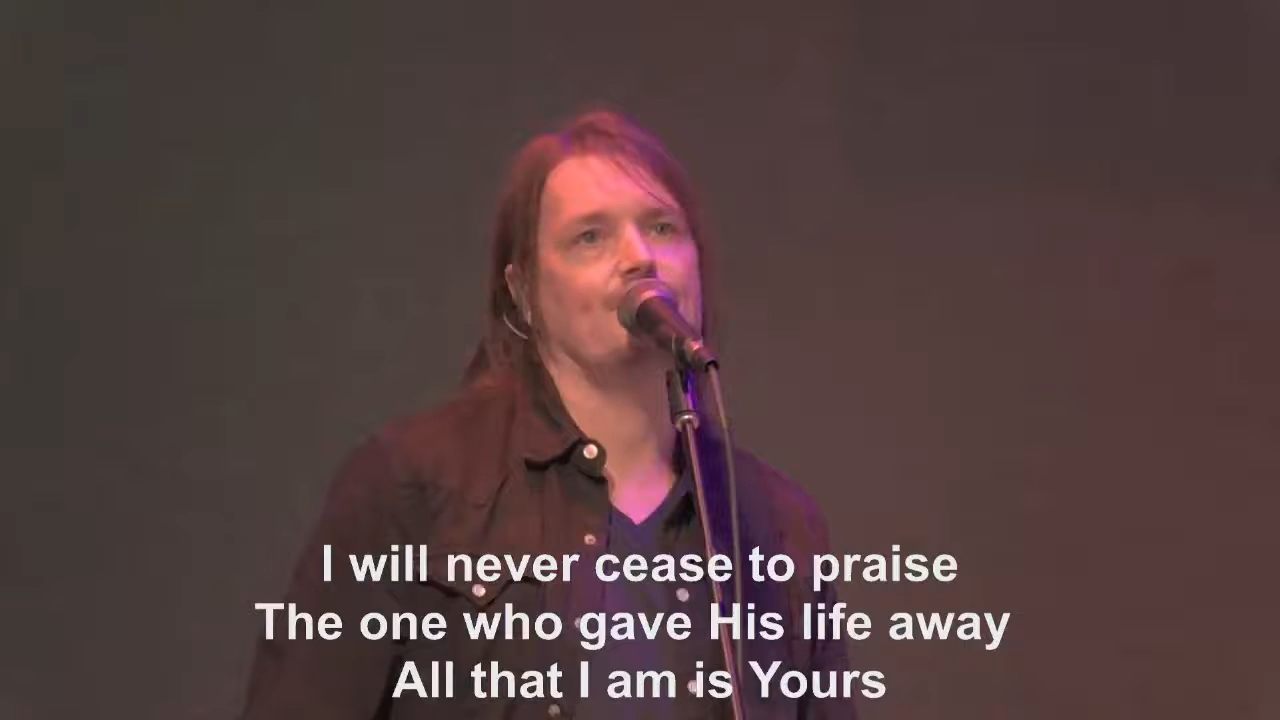 I will never cease to praise
The one who gave His life away
All that I am is Yours